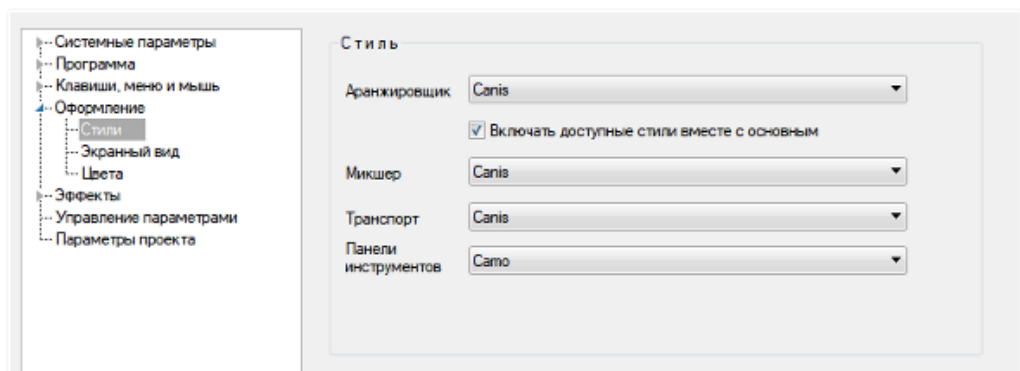 Системные параметры
Программа
Клавиши, меню и мышь
Оформление
Стили
Экранный вид
Цвета
Эффекты
Управление параметрами
Параметры проекта
Стиль
Аранжировщик Canis
Включать доступные стили вместе с основным
Микшер Canis
Транспорт Canis
Панели
инструментов Camo